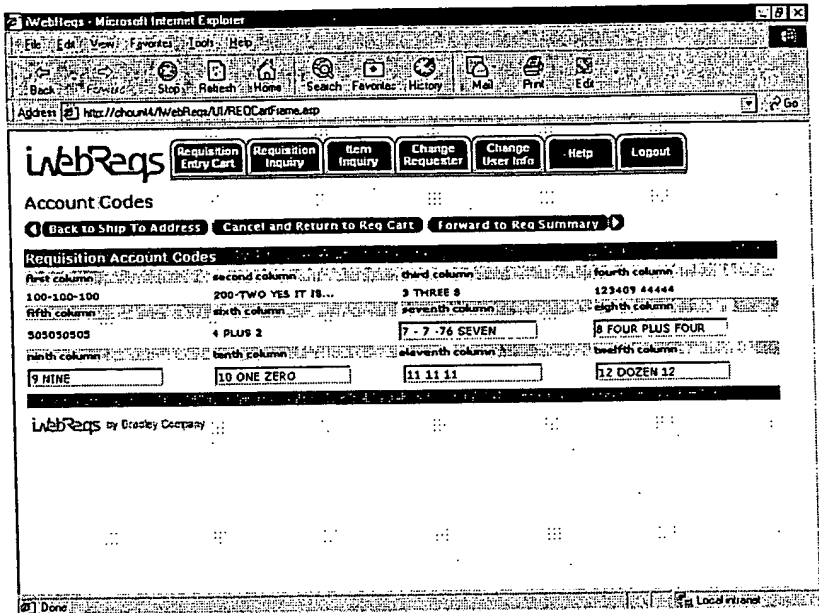 iWebReqs - Microsoft Internet Explorer
File Edit View Favorites Tools Help
Back Forward Stop Refresh Home Search Favorites History Mail Print Edit
Address http://dhount4/IWebReqs/UI/REQCartFrame.asp Go
iWebReqs
Requisition Entry Cart
Requisition Inquiry
Item Inquiry
Change Requester
Change User Info
Help
Logout
Account Codes
Back to Ship To Address Cancel and Return to Req Cart Forward to Req Summary
Requisition Account Codes
first column second column third column fourth column
100-100-100 200-TWO YES IT IS... 3 THREE 3 123409 44444
fifth column sixth column seventh column eighth column
505050505 4 PLUS 2 7 - 7 -76 SEVEN 8 FOUR PLUS FOUR
ninth column tenth column eleventh column twelfth column
9 NINE 10 ONE ZERO 11 11 11 12 DOZEN 12
iWebReqs by Bradley Company
Done Local intranet